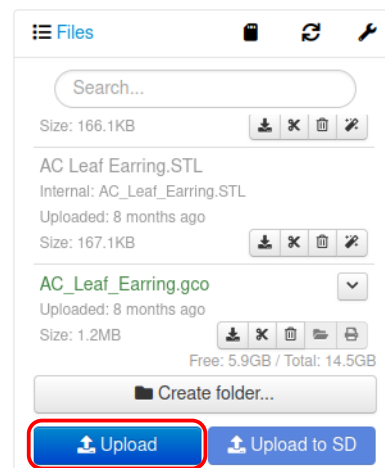 Files
Search...
Size: 166.1KB
AC Leaf Earring.STL
Internal: AC_Leaf_Earring.STL
Uploaded: 8 months ago
Size: 167.1KB
AC_Leaf_Earring.gco
Uploaded: 8 months ago
Size: 1.2MB
Free: 5.9GB / Total: 14.5GB
Create folder...
Upload
Upload to SD